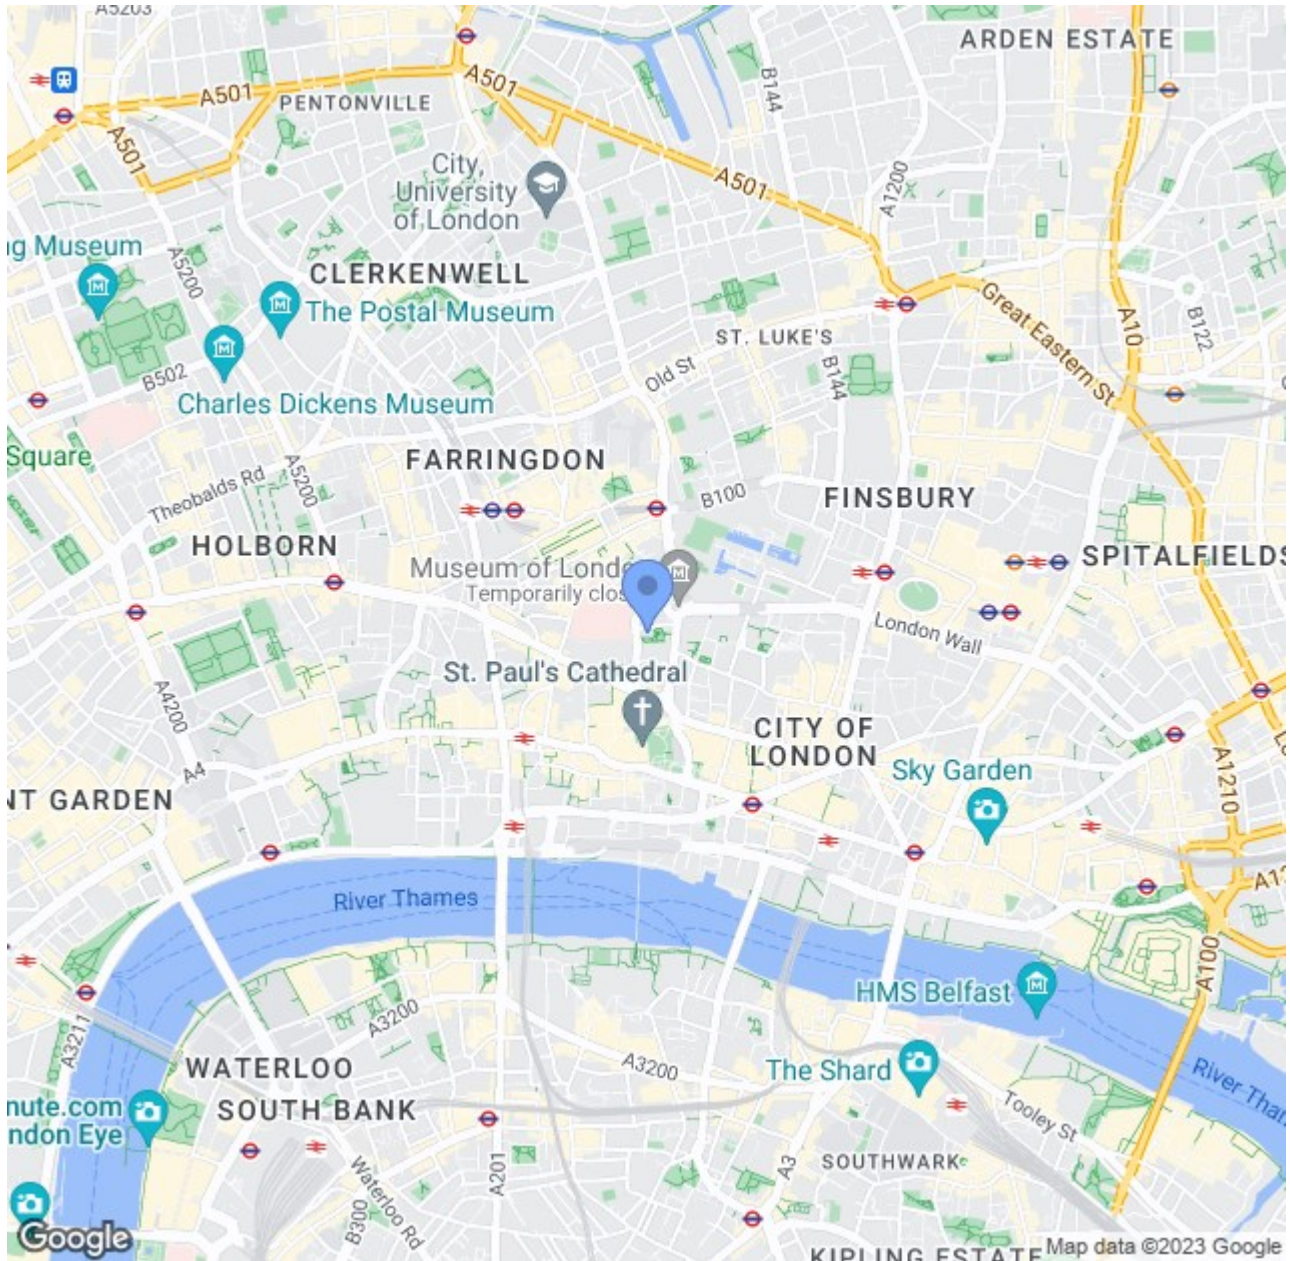 A5203
ARDEN ESTATE
A501
A501
PENTONVILLE
B144
A501
City,
University
of London
A501
A1200
ng Museum
A5200
CLERKENWELL
The Postal Museum
Great Eastern St
A10
B122
ST. LUKE'S
B502
Old St
B144
Charles Dickens Museum
Square
FARRINGDON
Theobalds Rd
A5200
B100
FINSBURY
HOLBORN
SPITALFIELDS
Museum of Londo
Temporarily clos
London Wall
St. Paul's Cathedral
A4200
CITY OF
LONDON
A4
Sky Garden
A1210
NT GARDEN
River Thames
A100
HMS Belfast
A3211
A3200
A3200
WATERLOO
The Shard
River Tham
SOUTH BANK
nute.com
ndon Eye
Tooley St
A201
A3
SOUTHWARK
Waterloo Rd
B300
Google
KIPLING ESTATE
Map data ©2023 Google